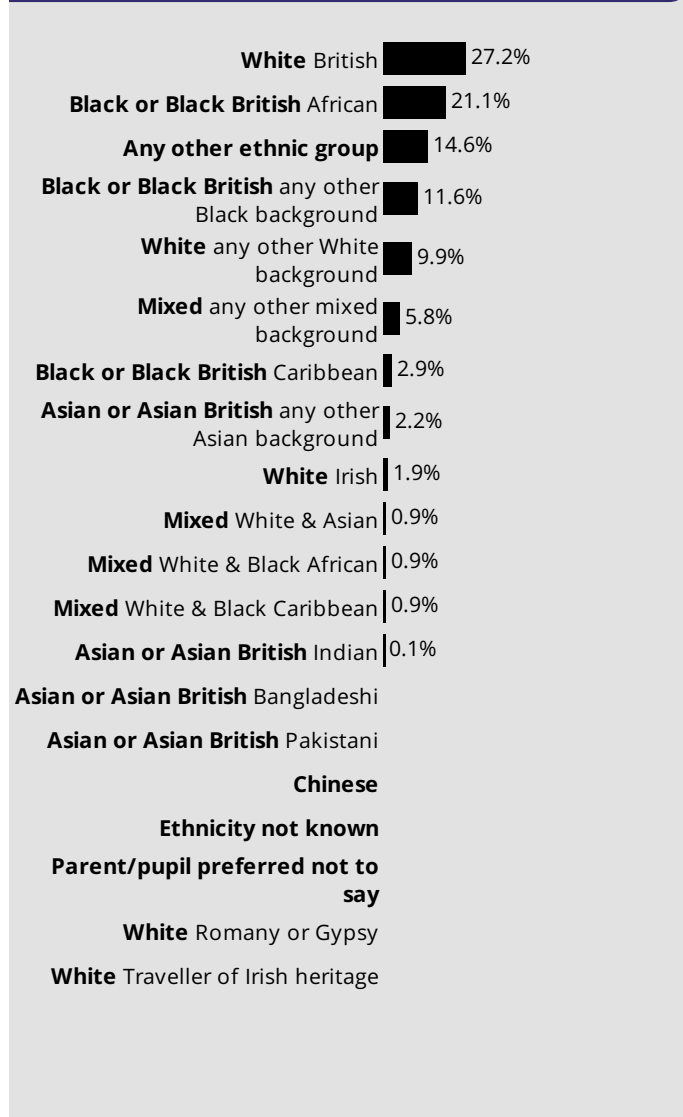 White British 27.2%
Black or Black British African 21.1%
Any other ethnic group 14.6%
Black or Black British any other
Black background 11.6%
White any other White
background 9.9%
Mixed any other mixed
background 5.8%
Black or Black British Caribbean 2.9%
Asian or Asian British any other
Asian background 2.2%
White Irish 1.9%
Mixed White & Asian 0.9%
Mixed White & Black African 0.9%
Mixed White & Black Caribbean 0.9%
Asian or Asian British Indian 0.1%
Asian or Asian British Bangladeshi
Asian or Asian British Pakistani
Chinese
Ethnicity not known
Parent/pupil preferred not to
say
White Romany or Gypsy
White Traveller of Irish heritage